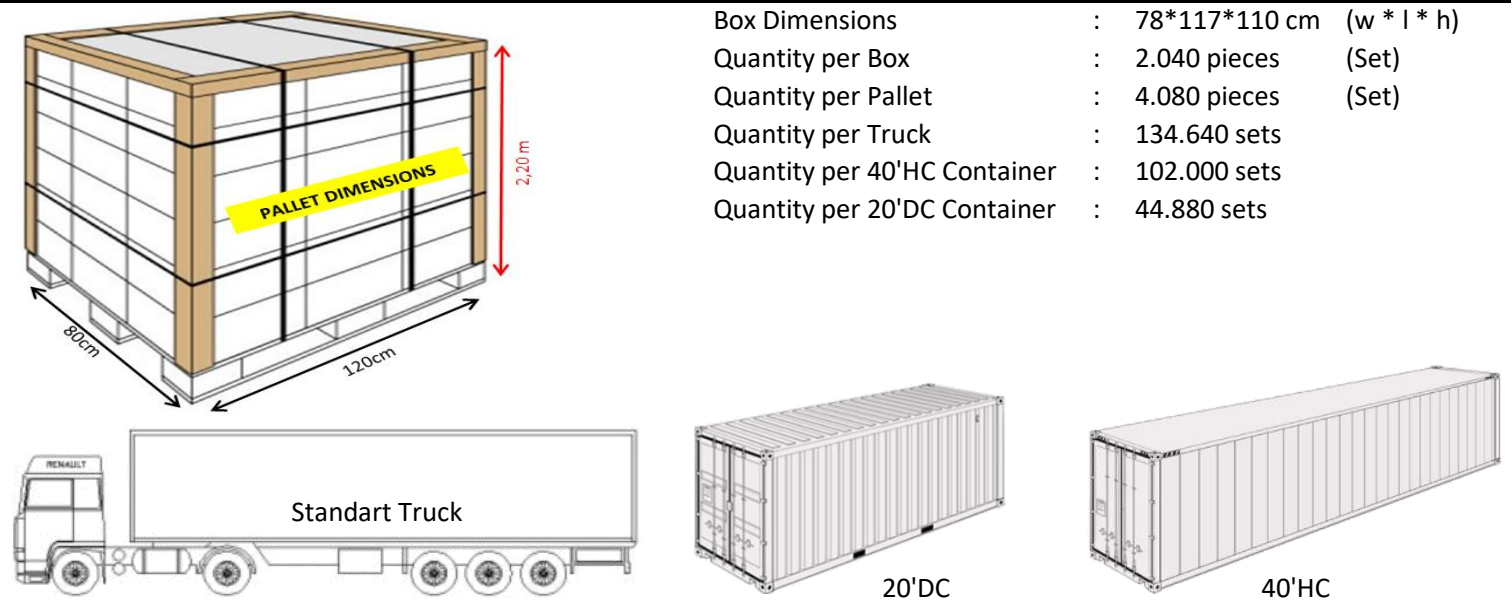 Box Dimensions : 78*117*110 cm (w * l * h)
Quantity per Box : 2.040 pieces (Set)
Quantity per Pallet : 4.080 pieces (Set)
Quantity per Truck : 134.640 sets
Quantity per 40'HC Container : 102.000 sets
Quantity per 20'DC Container : 44.880 sets
2,20 m
PALLET DIMENSIONS
80cm
120cm
RENAULT
Standart Truck
20'DC
40'HC